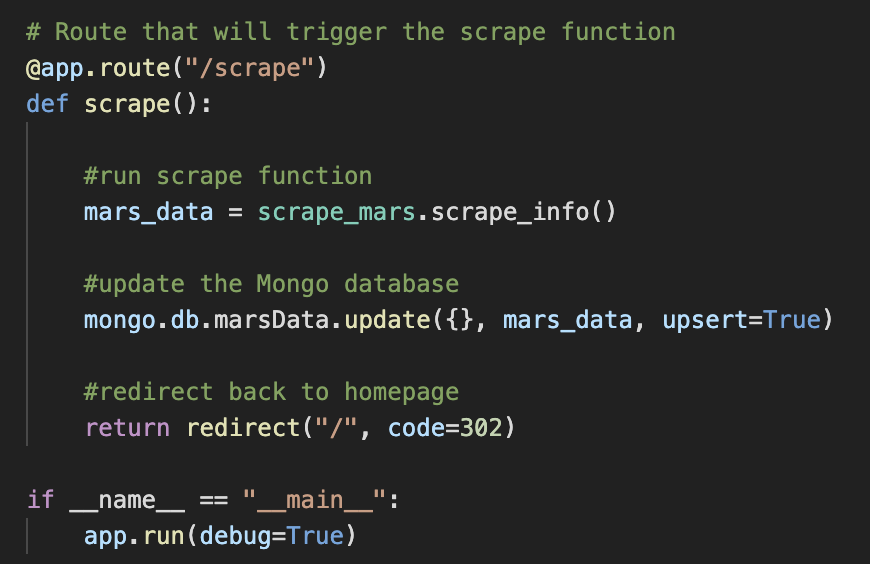 # Route that will trigger the scrape function
@app.route("/scrape")
def scrape():
#run scrape function
mars_data = scrape_mars.scrape_info()
#update the Mongo database
mongo.db.marsData.update({}, mars_data, upsert=True)
#redirect back to homepage
return redirect("/", code=302)
if __name__ == "__main__":
app.run(debug=True)